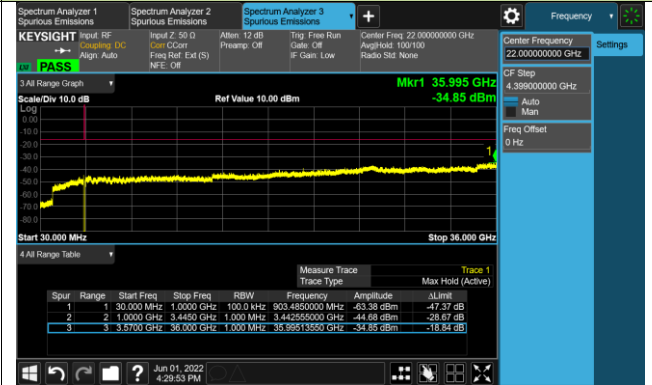 Spectrum Analyzer 1
Spurious Emissions
Spectrum Analyzer 2
Spurious Emissions
Spectrum Analyzer 3
Spurious Emissions
Frequency
KEYSIGHT
Input: RF
Coupling: DC
Align: Auto
Input Z: 50 Ω
Corr CCorr
Freq Ref: Ext (S)
NFE: Off
Atten: 12 dB
Preamp: Off
Trig: Free Run
Gate: Off
IF Gain: Low
Center Freq: 22.000000000 GHz
Avg|Hold: 100/100
Radio Std: None
PASS
Center Frequency
22.000000000 GHz
Settings
CF Step
4.399000000 GHz
Auto
Man
Freq Offset
0 Hz
3 All Range Graph
Mkr1 35.995 GHz
Scale/Div 10.0 dB
Ref Value 10.00 dBm
-34.85 dBm
Log
0.00
-10.0
-20.0
-30.0
-40.0
-50.0
-60.0
-70.0
-80.0
1
Start 30.000 MHz
Stop 36.000 GHz
4 All Range Table
Measure Trace
Trace 1
Trace Type
Max Hold (Active)
Spur Range Start Freq Stop Freq RBW Frequency Amplitude ΔLimit
1 1 30.000 MHz 1.0000 GHz 100.0 kHz 903.4850000 MHz -63.38 dBm -47.37 dB
2 2 1.0000 GHz 3.4450 GHz 1.000 MHz 3.442555000 GHz -44.68 dBm -28.67 dB
3 3 3.5700 GHz 36.000 GHz 1.000 MHz 35.99513550 GHz -34.85 dBm -18.84 dB
Jun 01, 2022
4:29:53 PM